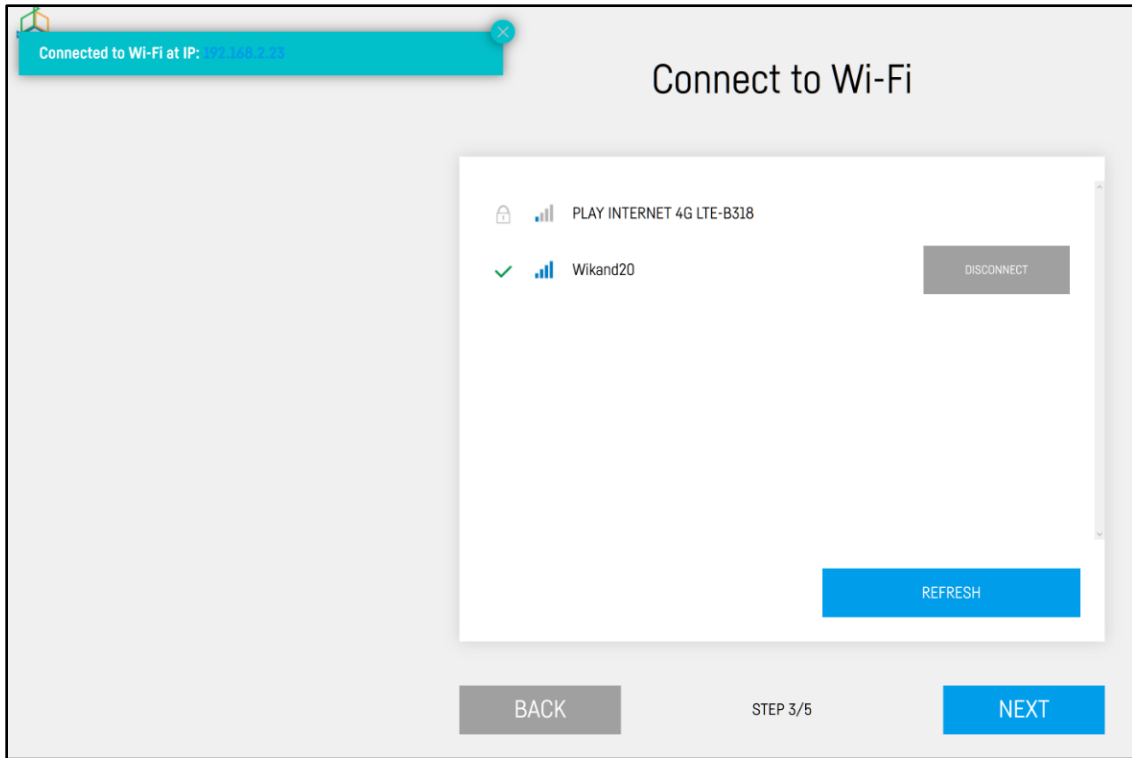 Connected to Wi-Fi at IP: 192.168.2.23
Connect to Wi-Fi
PLAY INTERNET 4G LTE-B318
Wikand20
DISCONNECT
REFRESH
BACK
STEP 3/5
NEXT